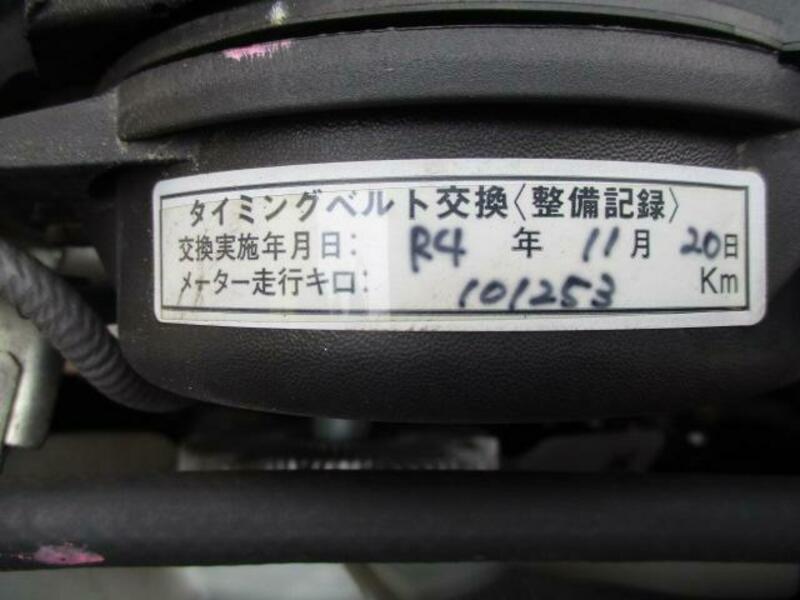 タイミングベルト交換〈整備記録〉
交換実施年月日: R4 年 11月 20日
メーター走行キロ: 101253 Km